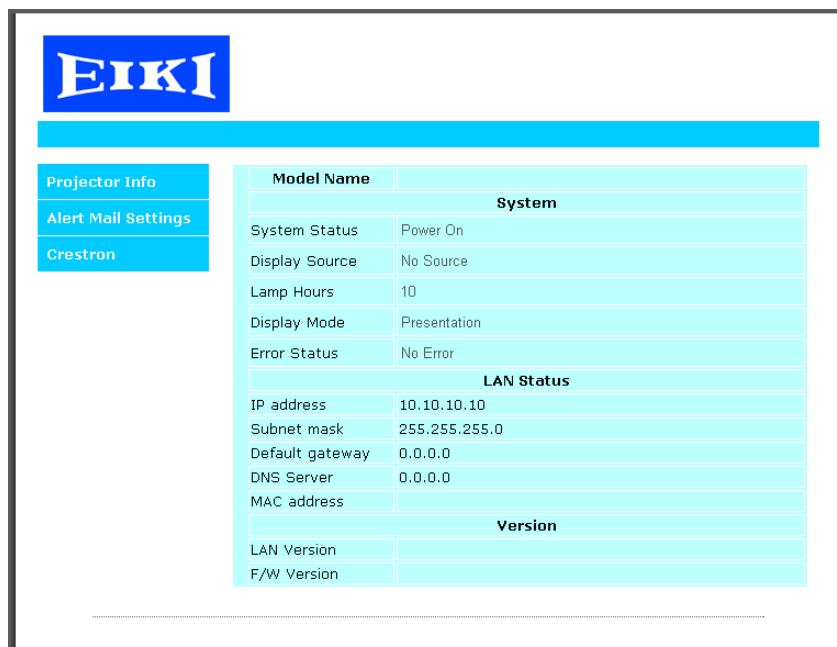 EIKI
Projector Info
Alert Mail Settings
Crestron
Model Name
System
System Status Power On
Display Source No Source
Lamp Hours 10
Display Mode Presentation
Error Status No Error
LAN Status
IP address 10.10.10.10
Subnet mask 255.255.255.0
Default gateway 0.0.0.0
DNS Server 0.0.0.0
MAC address
Version
LAN Version
F/W Version